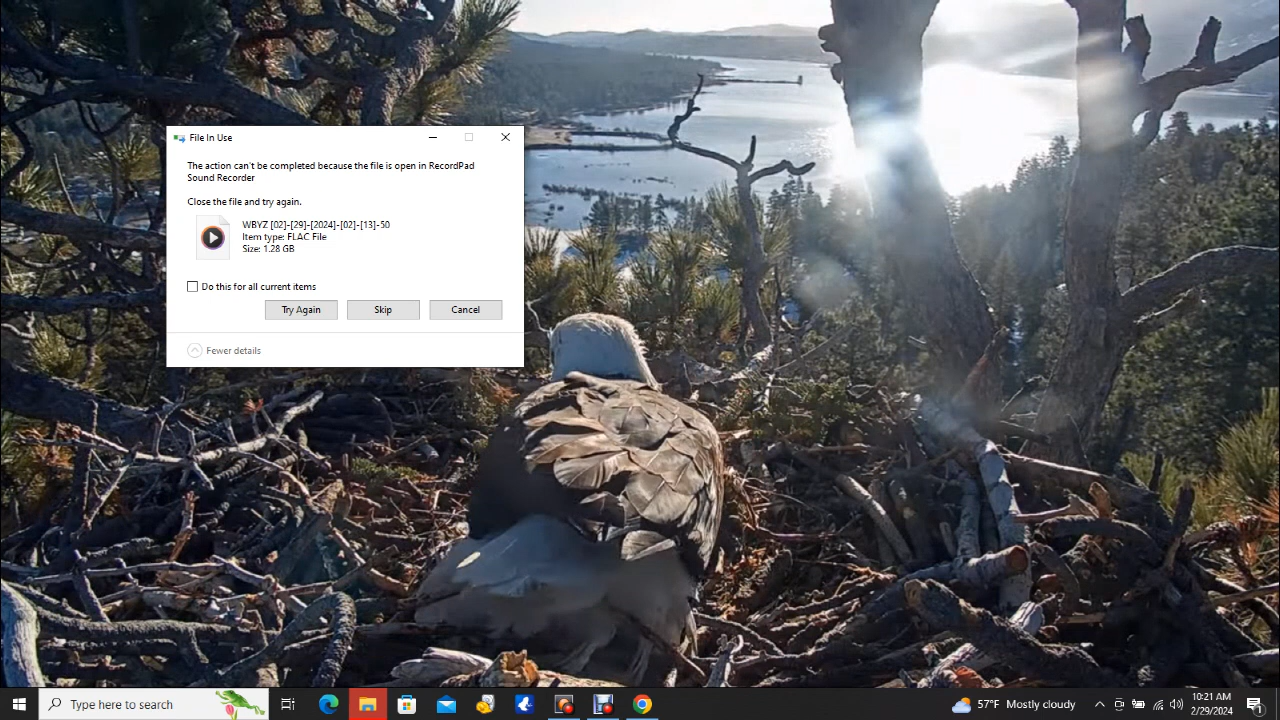 File In Use
The action can't be completed because the file is open in RecordPad
Sound Recorder
Close the file and try again.
WBYZ [02]-[29]-[2024]-[02]-[13]-50
Item type: FLAC File
Size: 1.28 GB
Do this for all current items
Try Again
Skip
Cancel
Fewer details
Type here to search
57°F Mostly cloudy
10:21 AM
2/29/2024
1